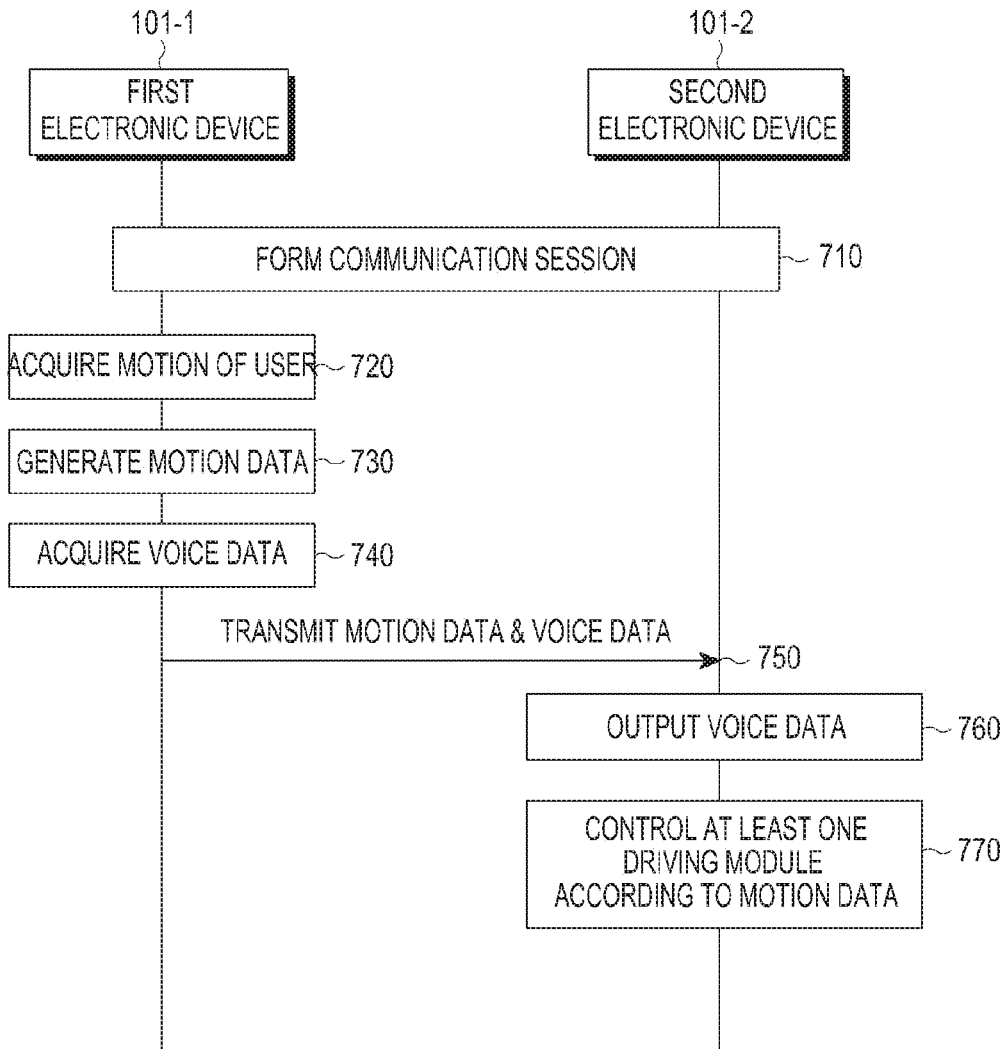 101-1
101-2
FIRST
ELECTRONIC DEVICE
SECOND
ELECTRONIC DEVICE
FORM COMMUNICATION SESSION
710
ACQUIRE MOTION OF USER
720
GENERATE MOTION DATA
730
ACQUIRE VOICE DATA
740
TRANSMIT MOTION DATA & VOICE DATA
750
OUTPUT VOICE DATA
760
CONTROL AT LEAST ONE
DRIVING MODULE
ACCORDING TO MOTION DATA
770